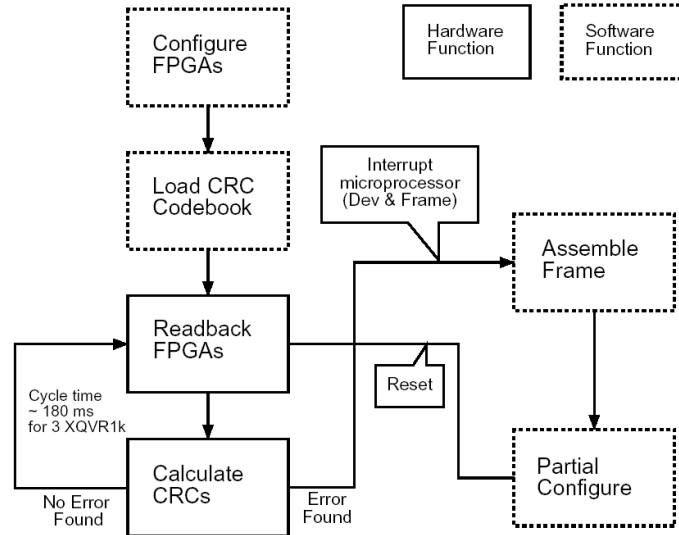 Configure
FPGAs
Hardware
Function
Software
Function
Load CRC
Codebook
Interrupt
microprocessor
(Dev & Frame)
Assemble
Frame
Readback
FPGAs
Reset
Cycle time
~ 180 ms
for 3 XQVR1k
Calculate
CRCs
No Error
Found
Error
Found
Partial
Configure